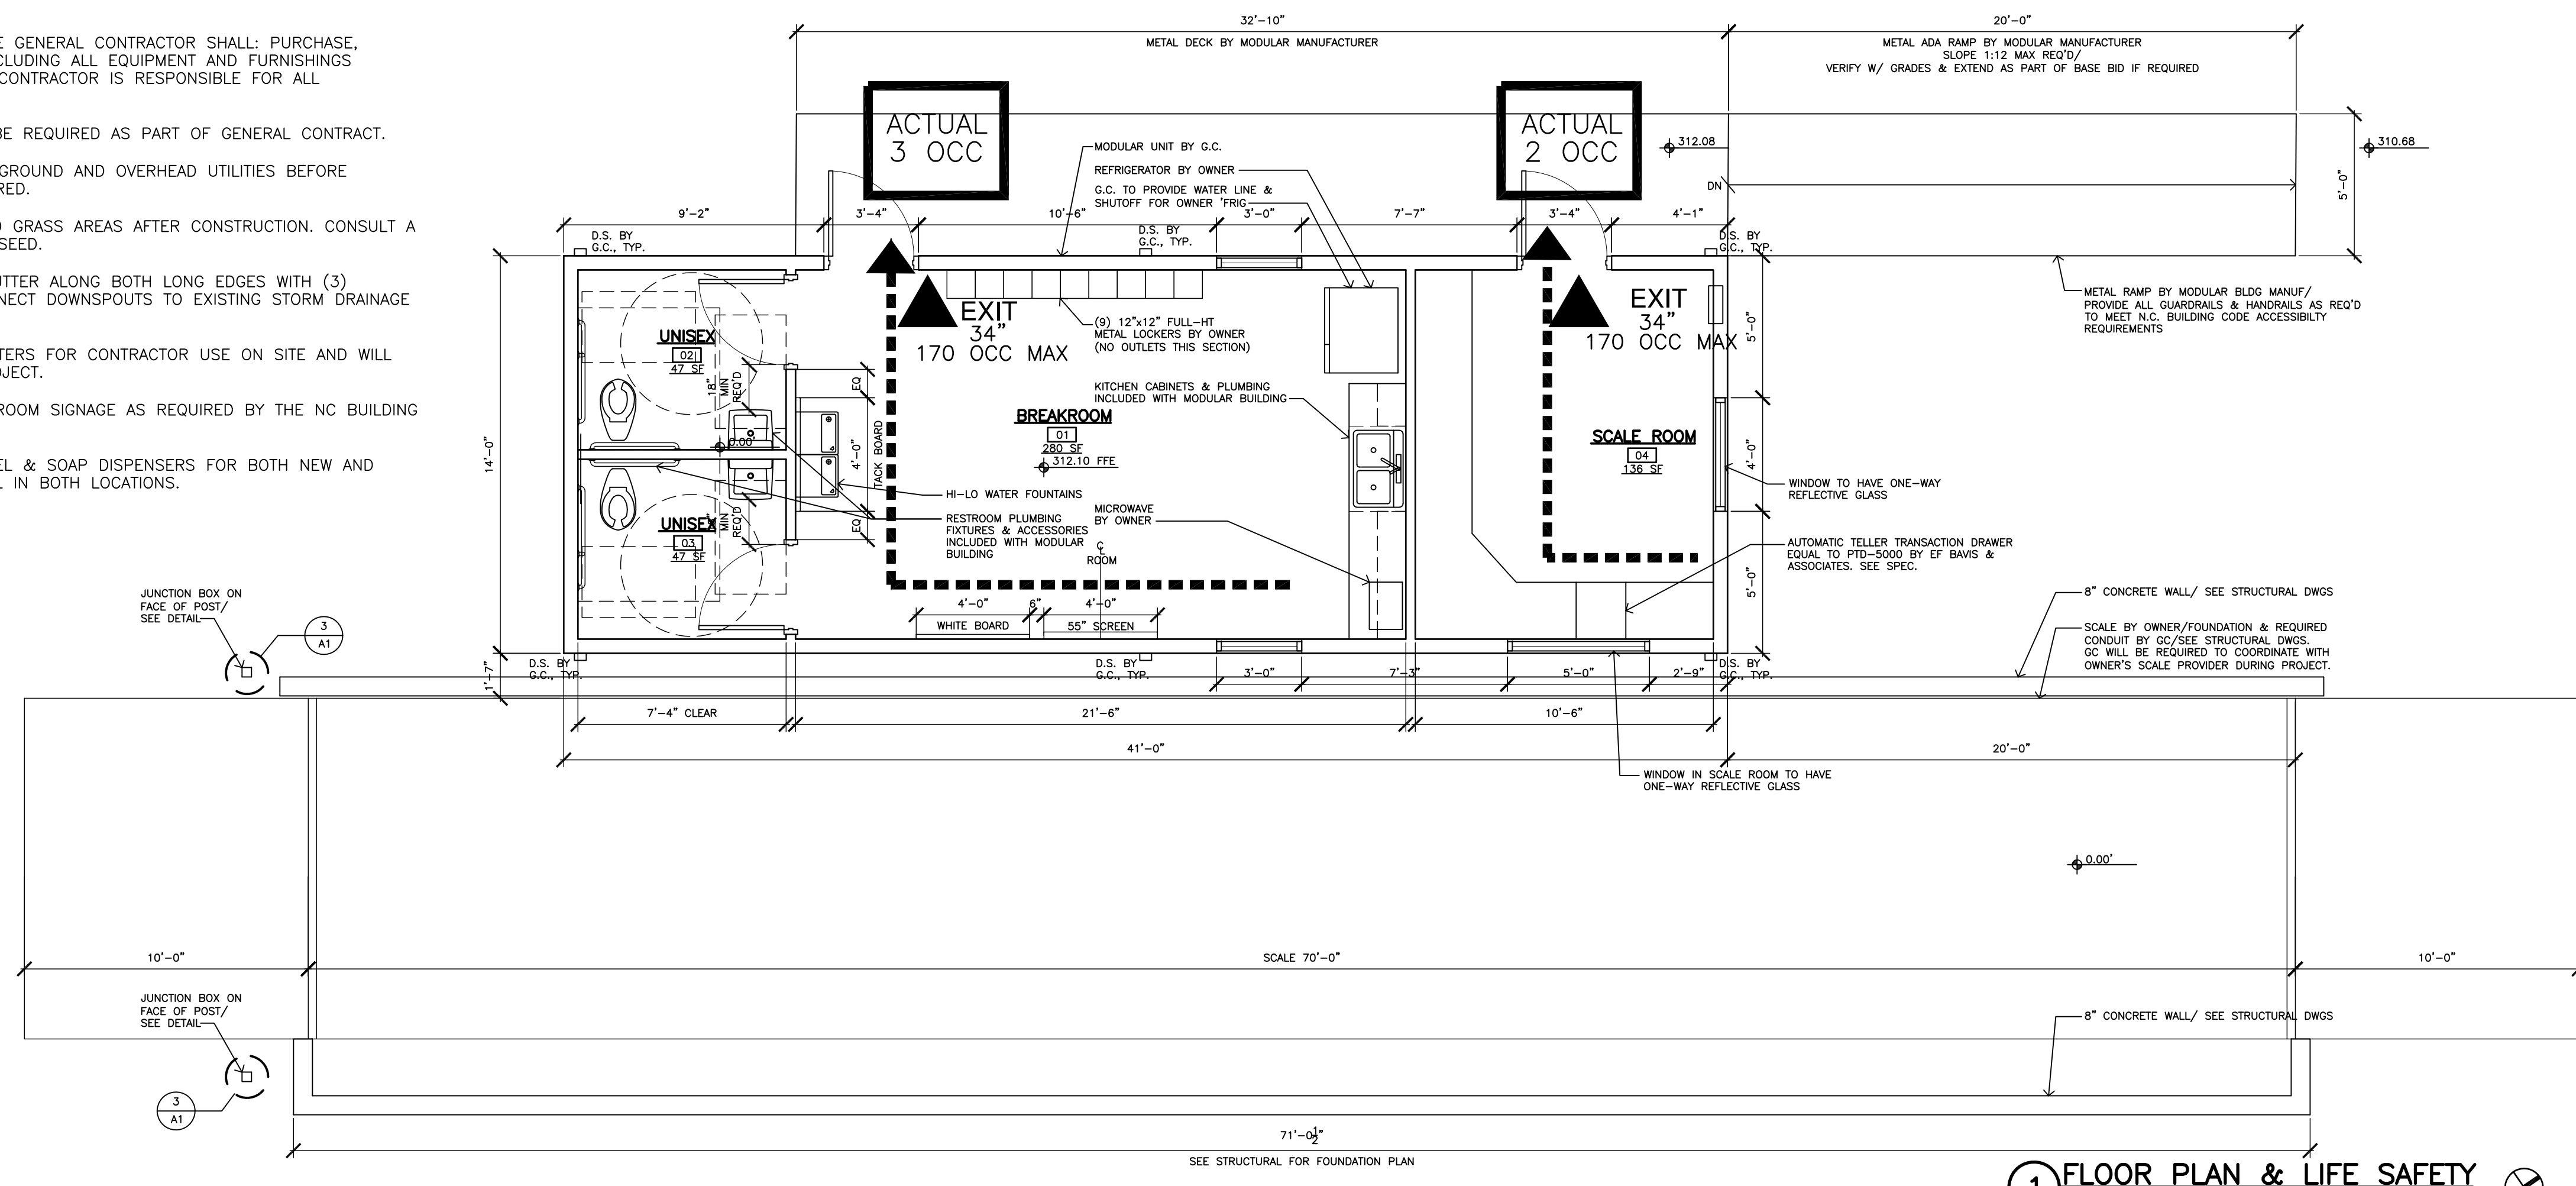 E GENERAL CONTRACTOR SHALL: PURCHASE,
CLUDING ALL EQUIPMENT AND FURNISHINGS
CONTRACTOR IS RESPONSIBLE FOR ALL
BE REQUIRED AS PART OF GENERAL CONTRACT.
GROUND AND OVERHEAD UTILITIES BEFORE
RED.
D GRASS AREAS AFTER CONSTRUCTION. CONSULT A
SEED.
UTTER ALONG BOTH LONG EDGES WITH (3)
NECT DOWNSPOUTS TO EXISTING STORM DRAINAGE
TERS FOR CONTRACTOR USE ON SITE AND WILL
OJECT.
ROOM SIGNAGE AS REQUIRED BY THE NC BUILDING
EL & SOAP DISPENSERS FOR BOTH NEW AND
L IN BOTH LOCATIONS.
32'-10"
METAL DECK BY MODULAR MANUFACTURER
20'-0"
METAL ADA RAMP BY MODULAR MANUFACTURER
SLOPE 1:12 MAX REQ'D/
VERIFY W/ GRADES & EXTEND AS PART OF BASE BID IF REQUIRED
ACTUAL
3 OCC
ACTUAL
2 OCC
312.08
310.68
5'-0"
DN
MODULAR UNIT BY G.C.
REFRIGERATOR BY OWNER
G.C. TO PROVIDE WATER LINE &
SHUTOFF FOR OWNER 'FRIG
9'-2"
3'-4"
10'-6"
3'-0"
7'-7"
3'-4"
4'-1"
D.S. BY
G.C., TYP.
D.S. BY
G.C., TYP.
D.S. BY
G.C., TYP.
METAL RAMP BY MODULAR BLDG MANUF/
PROVIDE ALL GUARDRAILS & HANDRAILS AS REQ'D
TO MEET N.C. BUILDING CODE ACCESSIBILTY
REQUIREMENTS
EXIT
34"
170 OCC MAX
(9) 12"x12" FULL-HT
METAL LOCKERS BY OWNER
(NO OUTLETS THIS SECTION)
EXIT
34"
170 OCC MAX
5'-0"
UNISEX
02
47 SF
18"
MIN
REQ'D
EQ
KITCHEN CABINETS & PLUMBING
INCLUDED WITH MODULAR BUILDING
BREAKROOM
01
280 SF
312.10 FFE
SCALE ROOM
04
136 SF
14'-0"
0.00'
4'-0"
TACK BOARD
4'-0"
WINDOW TO HAVE ONE-WAY
REFLECTIVE GLASS
HI-LO WATER FOUNTAINS
UNISEX
03
47 SF
MIN
REQ'D
EQ
RESTROOM PLUMBING
FIXTURES & ACCESSORIES
INCLUDED WITH MODULAR
BUILDING
MICROWAVE
BY OWNER
CL
ROOM
AUTOMATIC TELLER TRANSACTION DRAWER
EQUAL TO PTD-5000 BY EF BAVIS &
ASSOCIATES. SEE SPEC.
5'-0"
JUNCTION BOX ON
FACE OF POST/
SEE DETAIL
3
A1
4'-0"
6"
4'-0"
WHITE BOARD
55" SCREEN
8" CONCRETE WALL/ SEE STRUCTURAL DWGS
SCALE BY OWNER/FOUNDATION & REQUIRED
CONDUIT BY GC/SEE STRUCTURAL DWGS.
GC WILL BE REQUIRED TO COORDINATE WITH
OWNER'S SCALE PROVIDER DURING PROJECT.
1'-7"
D.S. BY
G.C., TYP.
D.S. BY
G.C., TYP.
D.S. BY
G.C., TYP.
3'-0"
7'-3"
5'-0"
2'-9"
7'-4" CLEAR
21'-6"
10'-6"
41'-0"
20'-0"
WINDOW IN SCALE ROOM TO HAVE
ONE-WAY REFLECTIVE GLASS
0.00'
10'-0"
SCALE 70'-0"
10'-0"
JUNCTION BOX ON
FACE OF POST/
SEE DETAIL
3
A1
8" CONCRETE WALL/ SEE STRUCTURAL DWGS
71'-0 1/2"
SEE STRUCTURAL FOR FOUNDATION PLAN
1
FLOOR PLAN & LIFE SAFETY